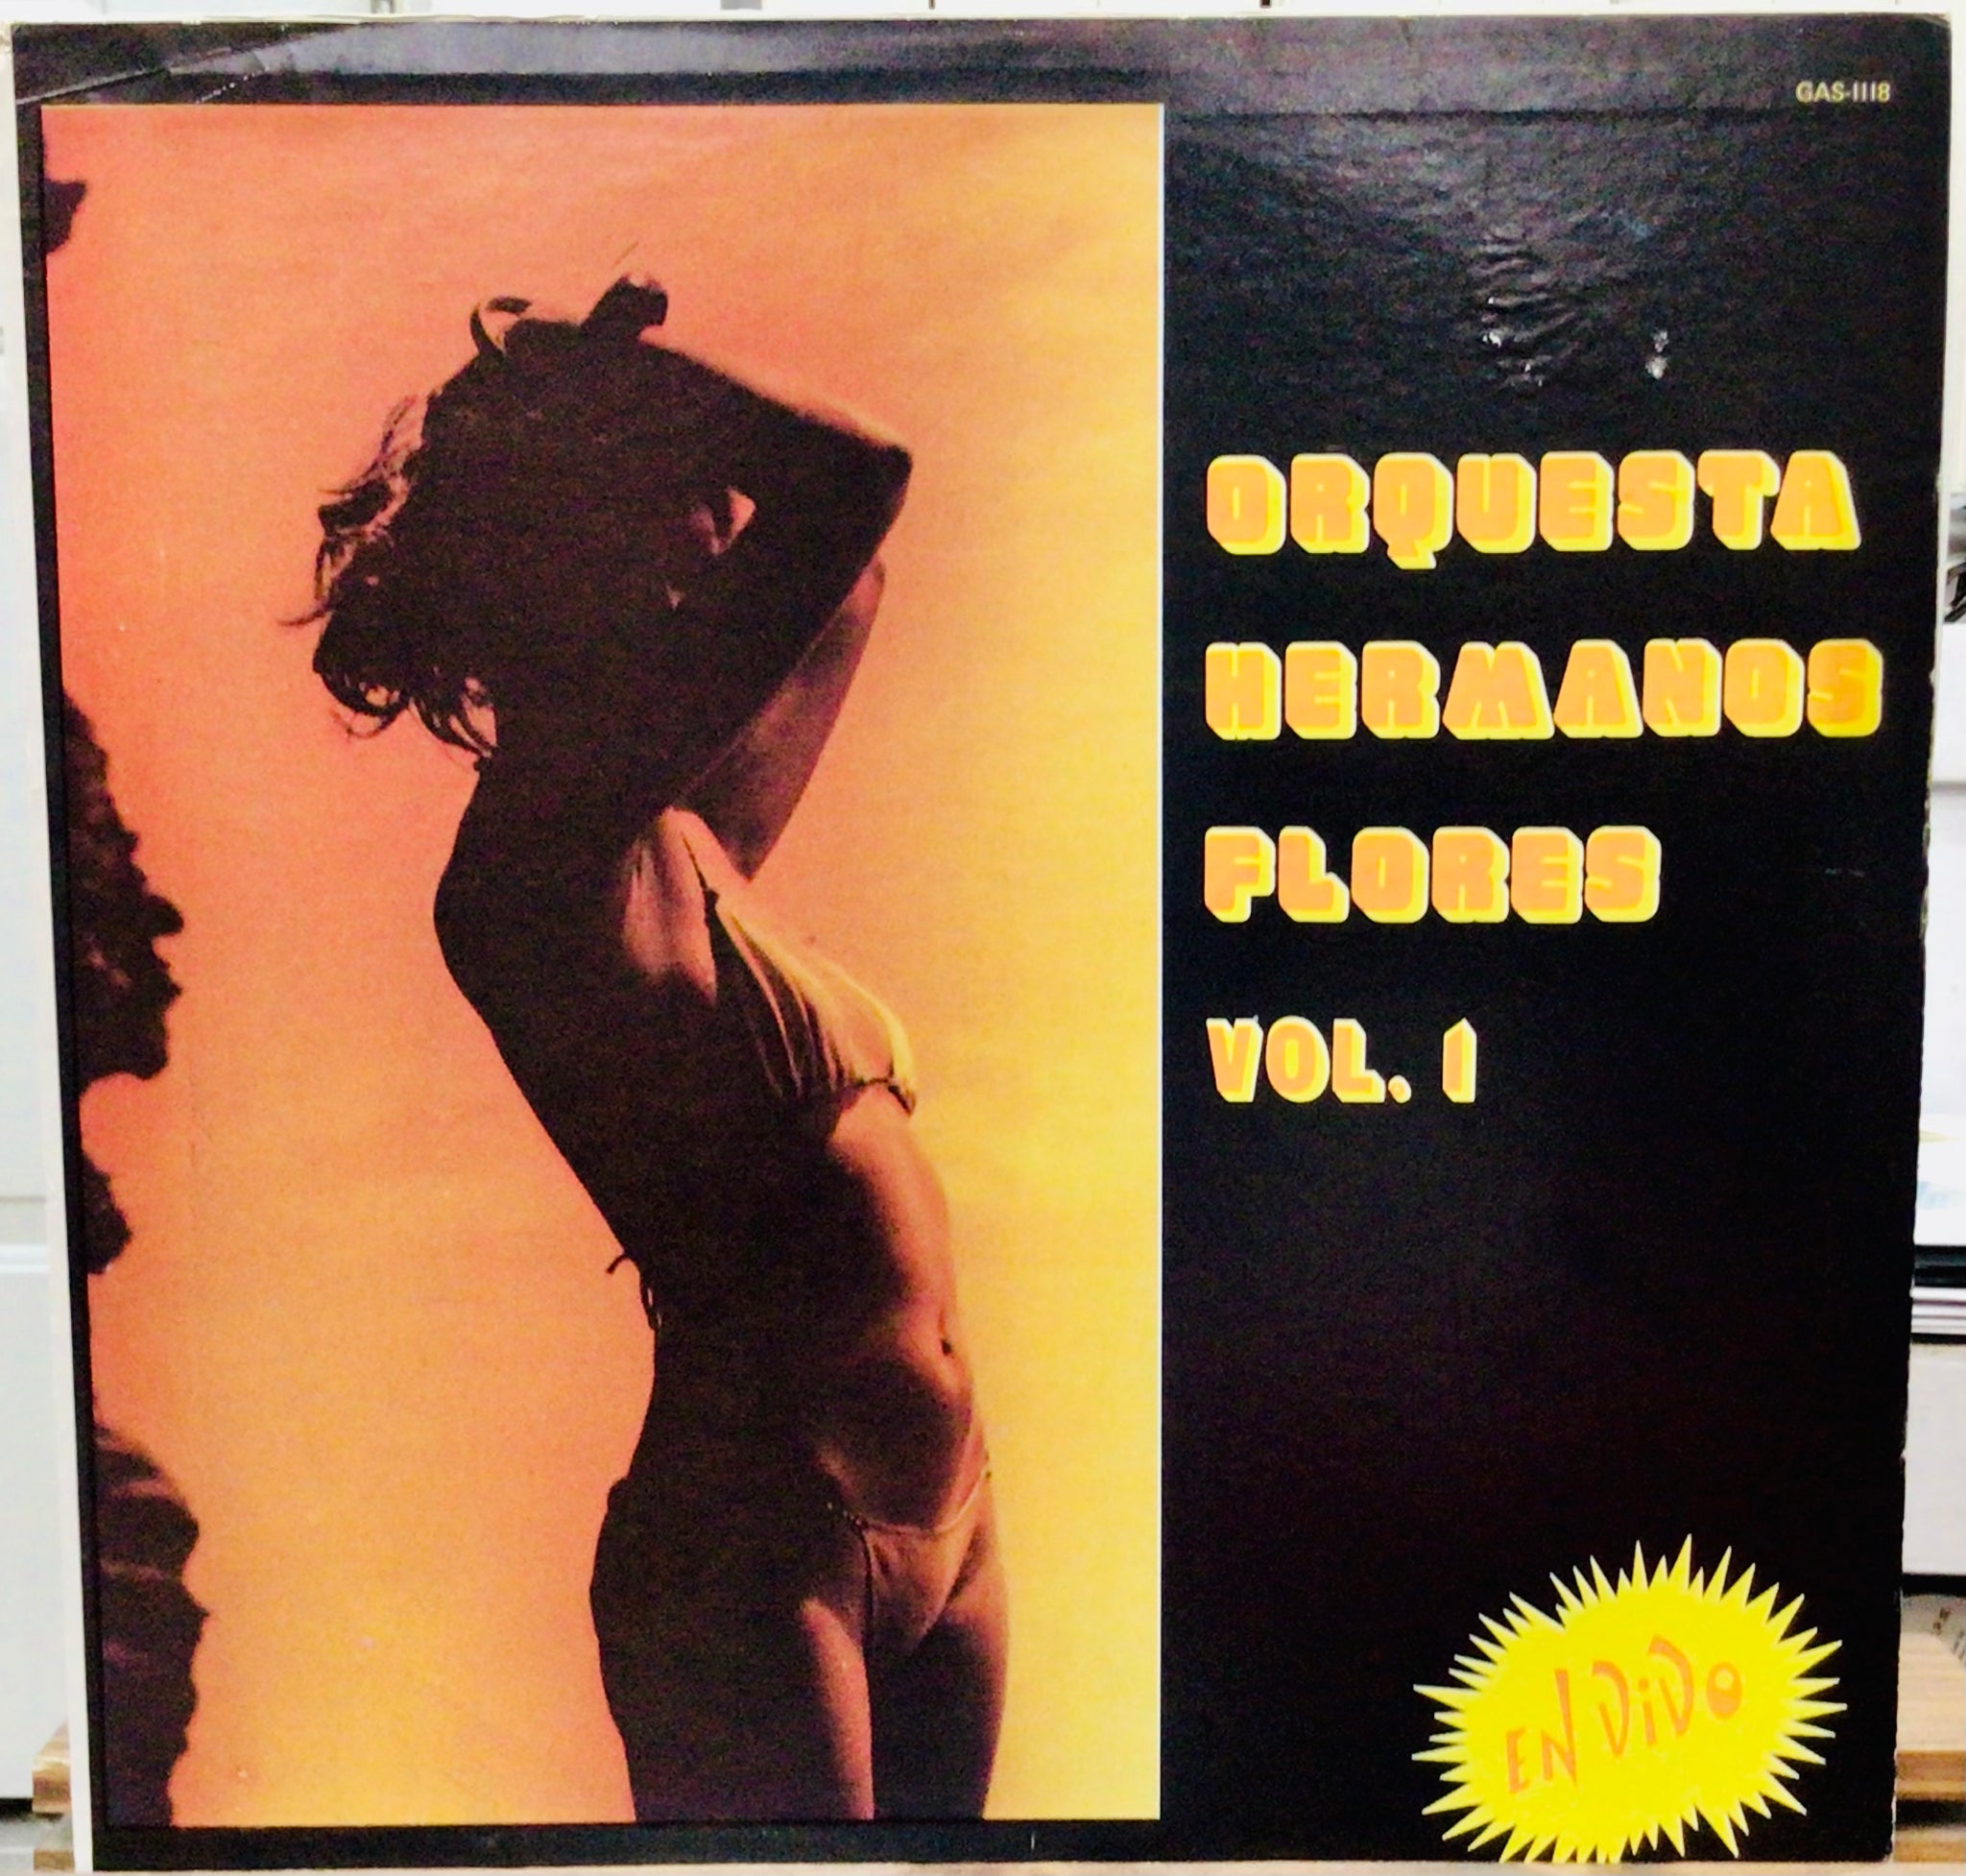 GAS-1118
ORQUESTA
HERMANOS
FLORES
VOL. 1
EN ViVO